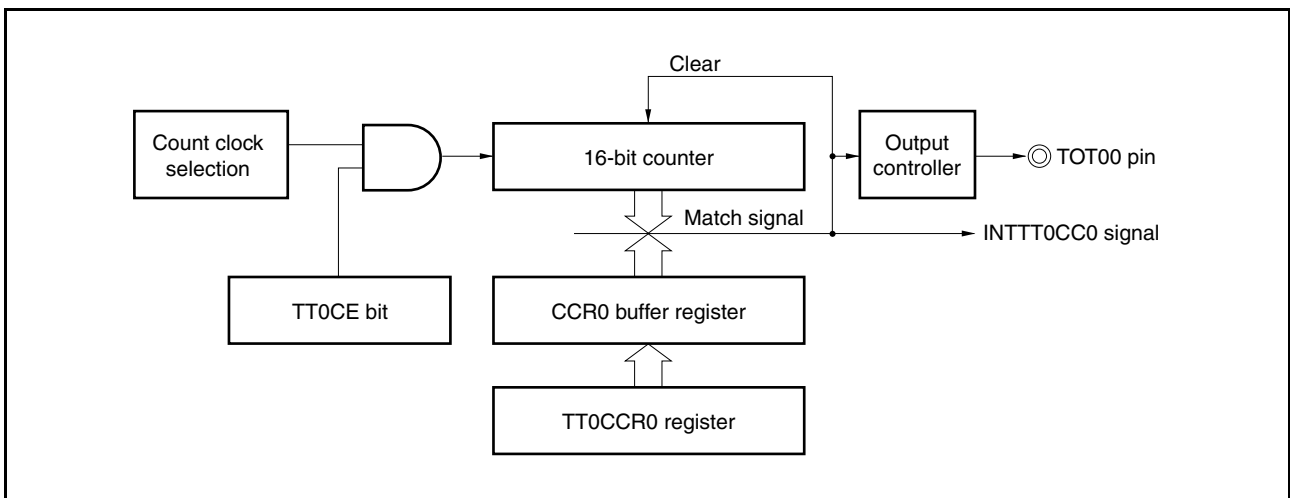 Clear
Count clock
selection
16-bit counter
Output
controller
TOT00 pin
Match signal
INTTT0CC0 signal
TT0CE bit
CCR0 buffer register
TT0CCR0 register